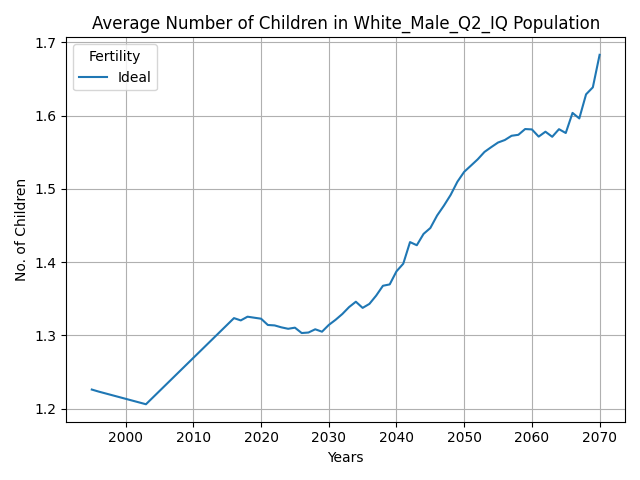 Average Number of Children in White_Male_Q2_IQ Population
Fertility
Ideal
No. of Children
1.7
1.6
1.5
1.4
1.3
1.2
2000 2010 2020 2030 2040 2050 2060 2070
Years